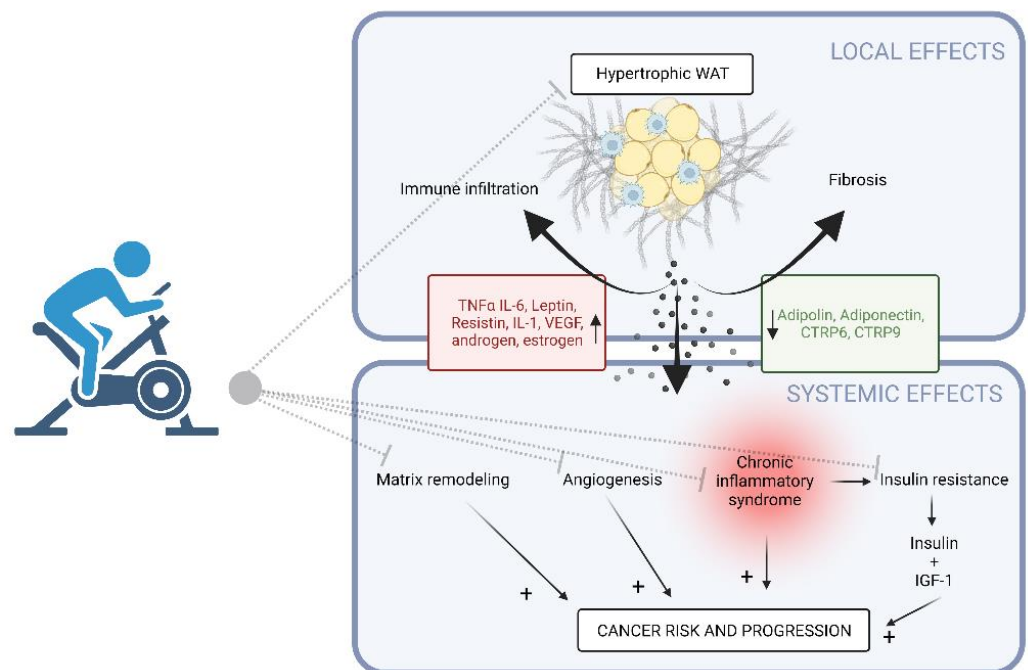 LOCAL EFFECTS
Hypertrophic WAT
Immune infiltration
Fibrosis
TNFα IL-6, Leptin,
Resistin, IL-1, VEGF,
androgen, estrogen
Adipolin, Adiponectin,
CTRP6, CTRP9
SYSTEMIC EFFECTS
Matrix remodeling
Angiogenesis
Chronic
inflammatory
syndrome
Insulin resistance
Insulin
+
IGF-1
+
+
+
+
CANCER RISK AND PROGRESSION